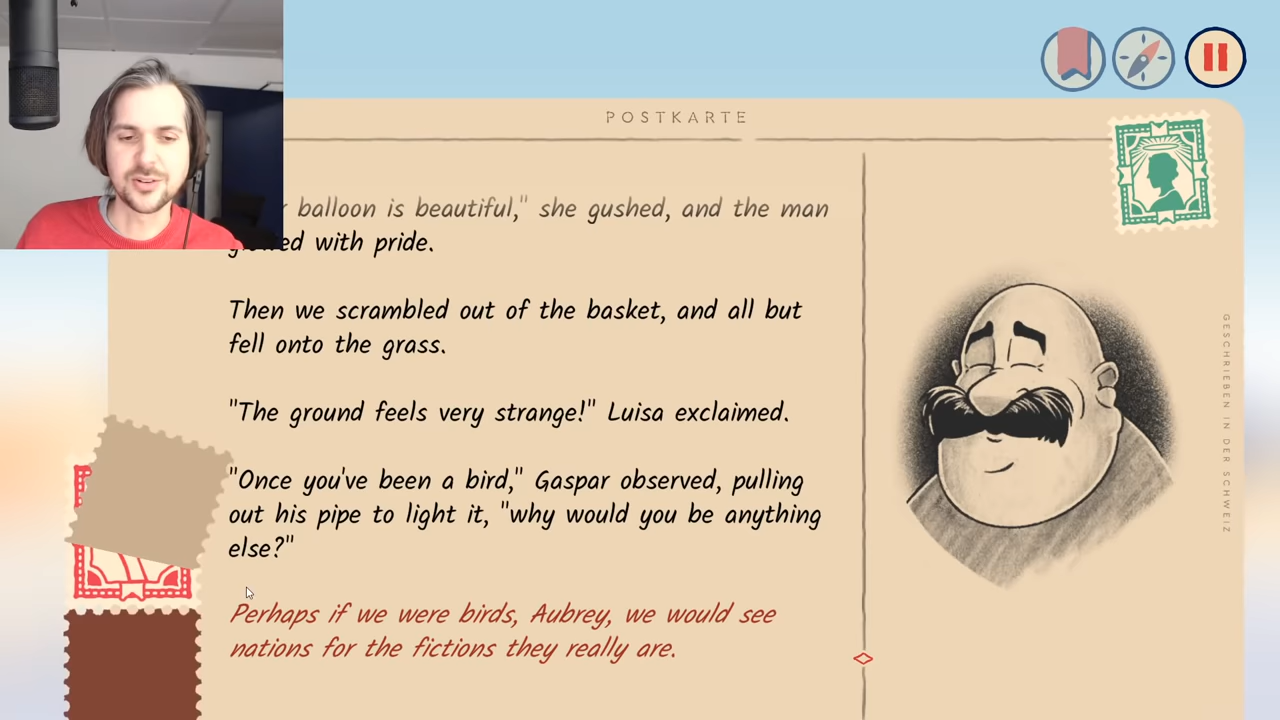 POSTKARTE
balloon is beautiful," she gushed, and the man
with pride.
Then we scrambled out of the basket, and all but
fell onto the grass.
"The ground feels very strange!" Luisa exclaimed.
"Once you've been a bird," Gaspar observed, pulling
out his pipe to light it, "why would you be anything
else?"
Perhaps if we were birds, Aubrey, we would see
nations for the fictions they really are.
GESCHRIEBEN IN DER SCHWEIZ